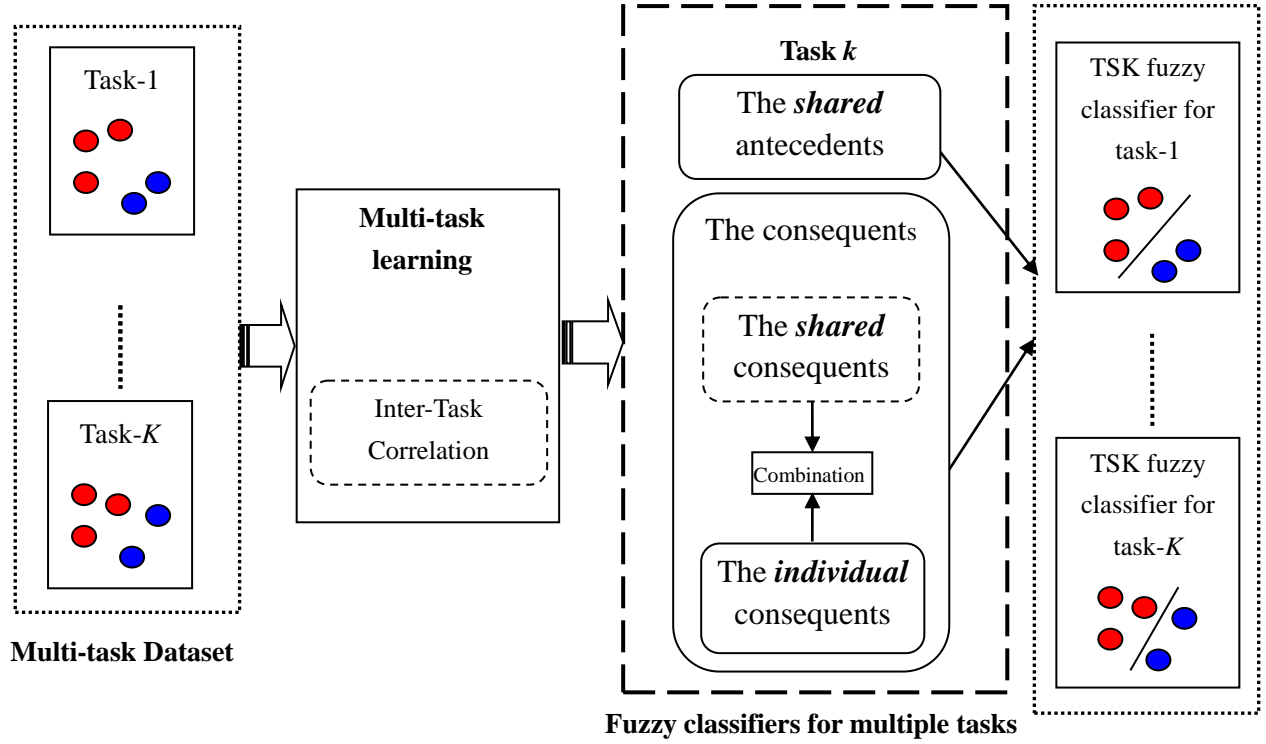 Task-1
Task-K
Multi-task Dataset
Multi-task
learning
Inter-Task
Correlation
Task k
The shared
antecedents
The consequents
The shared
consequents
Combination
The individual
consequents
Fuzzy classifiers for multiple tasks
TSK fuzzy
classifier for
task-1
TSK fuzzy
classifier for
task-K